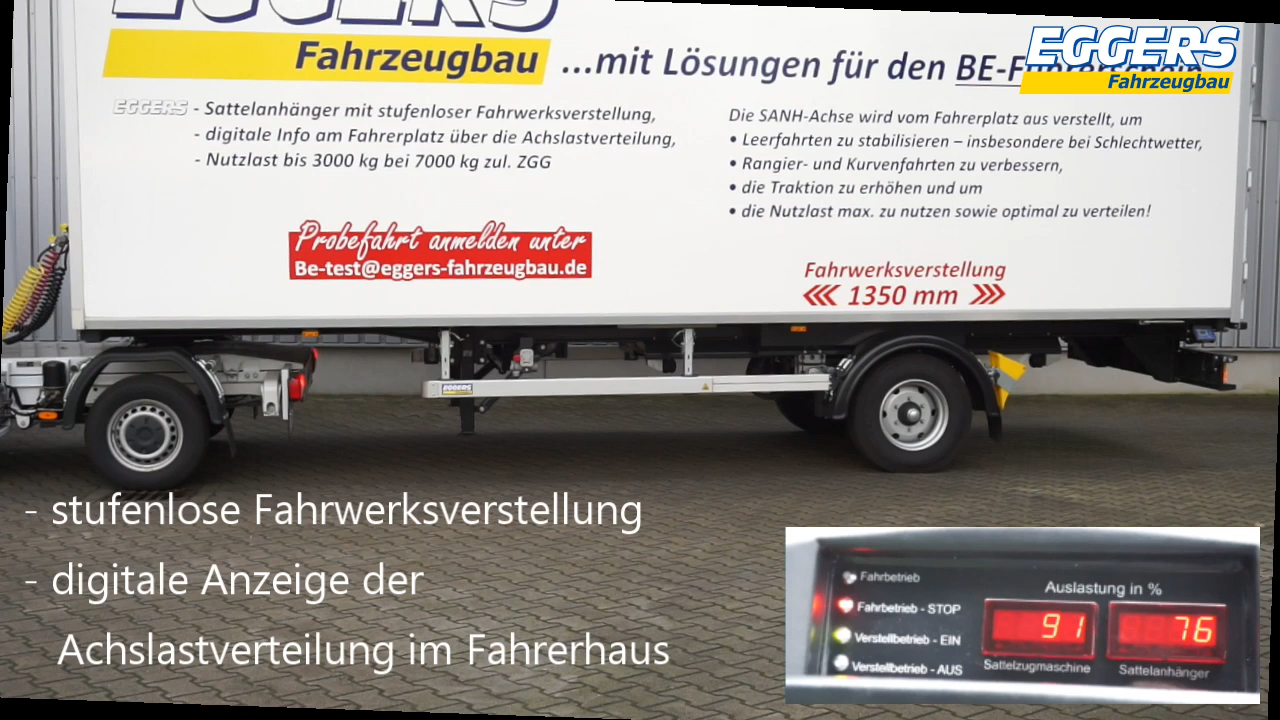 EGGERS
Fahrzeugbau
...mit Lösungen für den BE-Führerschein
EGGERS
Fahrzeugbau
EGGERS - Sattelanhänger mit stufenloser Fahrwerksverstellung,
- digitale Info am Fahrerplatz über die Achslastverteilung,
- Nutzlast bis 3000 kg bei 7000 kg zul. ZGG
Die SANH-Achse wird vom Fahrerplatz aus verstellt, um
• Leerfahrten zu stabilisieren – insbesondere bei Schlechtwetter,
• Rangier- und Kurvenfahrten zu verbessern,
• die Traktion zu erhöhen und um
• die Nutzlast max. zu nutzen sowie optimal zu verteilen!
Probefahrt anmelden unter
Be-test@eggers-fahrzeugbau.de
Fahrwerksverstellung
1350 mm
EGGERS
- stufenlose Fahrwerksverstellung
- digitale Anzeige der
Achslastverteilung im Fahrerhaus
Fahrbetrieb
Fahrbetrieb - STOP
Verstellbetrieb - EIN
Verstellbetrieb - AUS
Auslastung in %
91
76
Sattelzugmaschine
Sattelanhänger